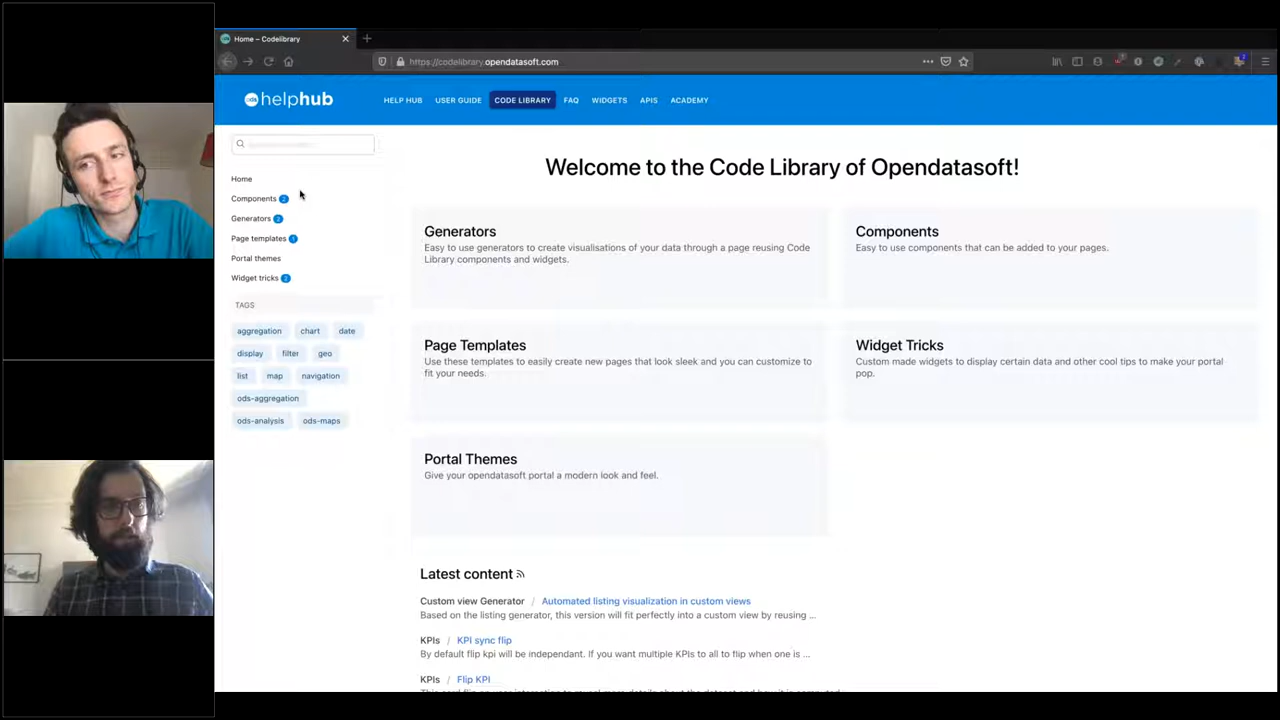 Home – Codelibrary
https://codelibrary.opendatasoft.com
ods helphub
HELP HUB
USER GUIDE
CODE LIBRARY
FAQ
WIDGETS
APIS
ACADEMY
Home
Components 2
Generators 2
Page templates 1
Portal themes
Widget tricks 2
TAGS
aggregation chart date
display filter geo
list map navigation
ods-aggregation
ods-analysis ods-maps
Welcome to the Code Library of Opendatasoft!
Generators
Easy to use generators to create visualisations of your data through a page reusing Code
Library components and widgets.
Components
Easy to use components that can be added to your pages.
Page Templates
Use these templates to easily create new pages that look sleek and you can customize to
fit your needs.
Widget Tricks
Custom made widgets to display certain data and other cool tips to make your portal
pop.
Portal Themes
Give your opendatasoft portal a modern look and feel.
Latest content
Custom view Generator / Automated listing visualization in custom views
Based on the listing generator, this version will fit perfectly into a custom view by reusing ...
KPIs / KPI sync flip
By default flip kpi will be independant. If you want multiple KPIs to all to flip when one is ...
KPIs / Flip KPI